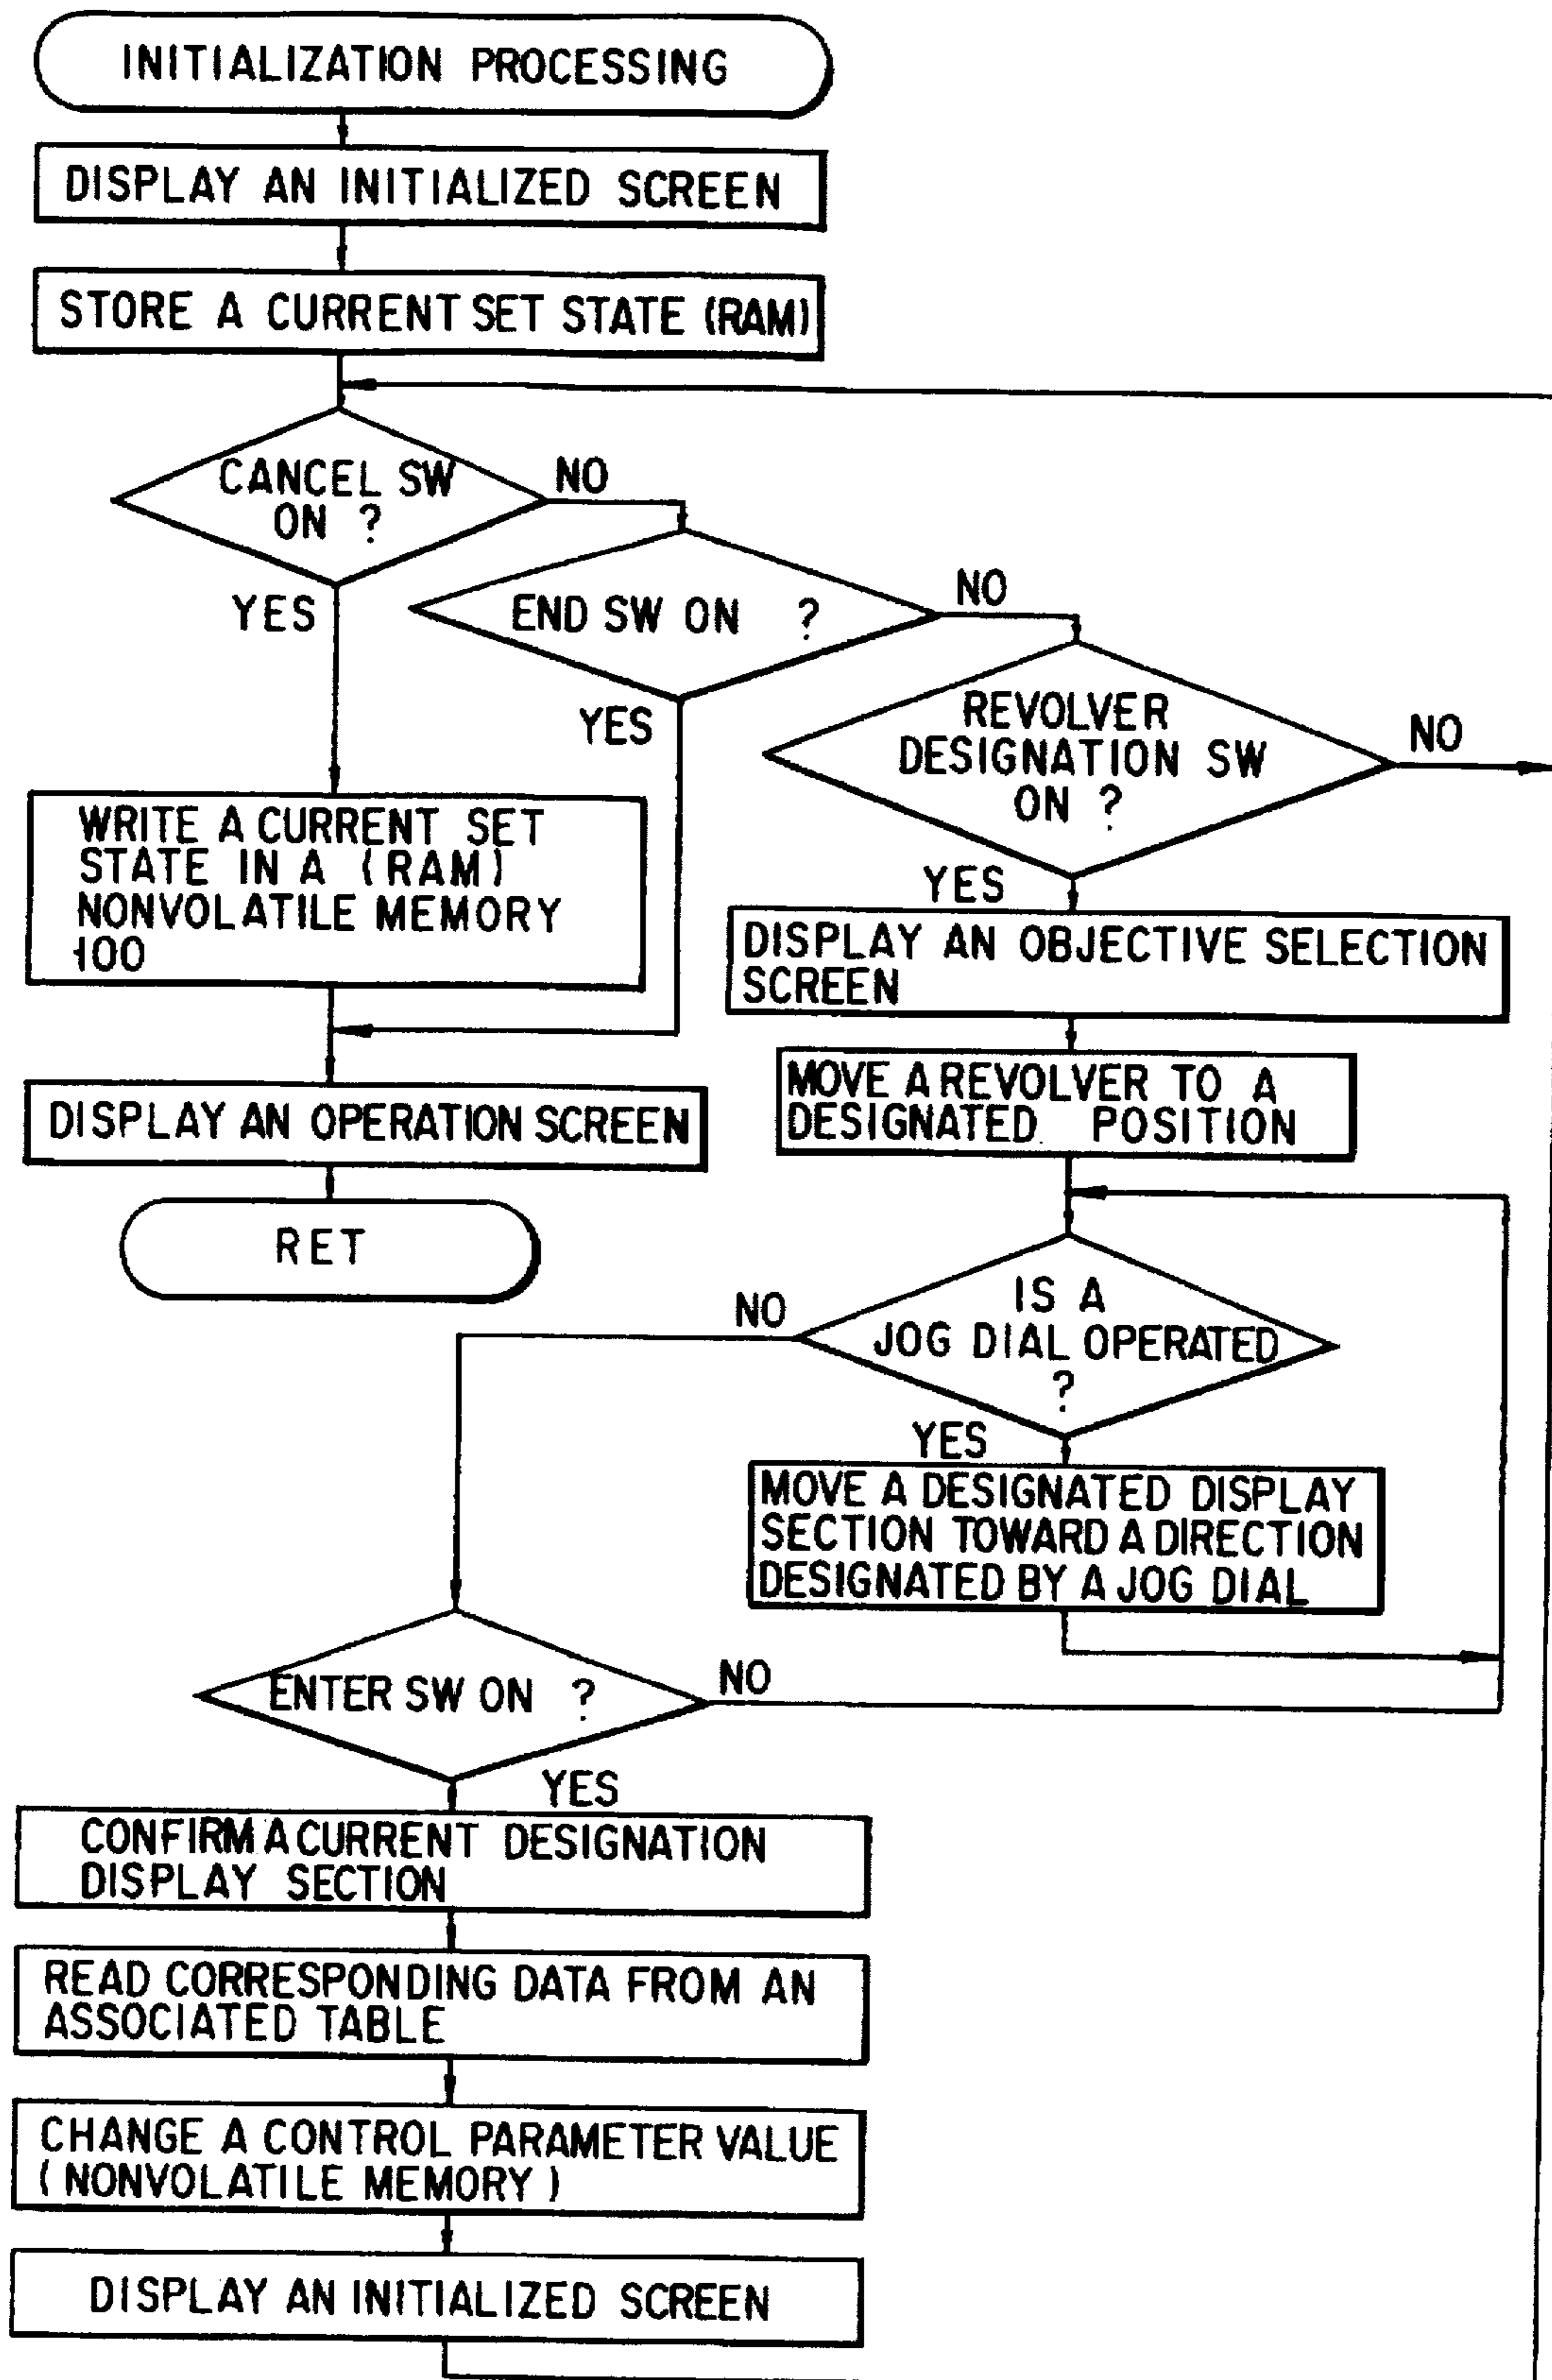 INITIALIZATION PROCESSING
DISPLAY AN INITIALIZED SCREEN
STORE A CURRENT SET STATE (RAM)
CANCEL SW
ON ?
NO
YES
END SW ON ?
NO
YES
REVOLVER
DESIGNATION SW
ON ?
NO
YES
WRITE A CURRENT SET
STATE IN A (RAM)
NONVOLATILE MEMORY
100
DISPLAY AN OPERATION SCREEN
RET
DISPLAY AN OBJECTIVE SELECTION
SCREEN
MOVE A REVOLVER TO A
DESIGNATED POSITION
IS A
JOG DIAL OPERATED
?
NO
YES
MOVE A DESIGNATED DISPLAY
SECTION TOWARD A DIRECTION
DESIGNATED BY A JOG DIAL
ENTER SW ON ?
NO
YES
CONFIRM A CURRENT DESIGNATION
DISPLAY SECTION
READ CORRESPONDING DATA FROM AN
ASSOCIATED TABLE
CHANGE A CONTROL PARAMETER VALUE
(NONVOLATILE MEMORY)
DISPLAY AN INITIALIZED SCREEN